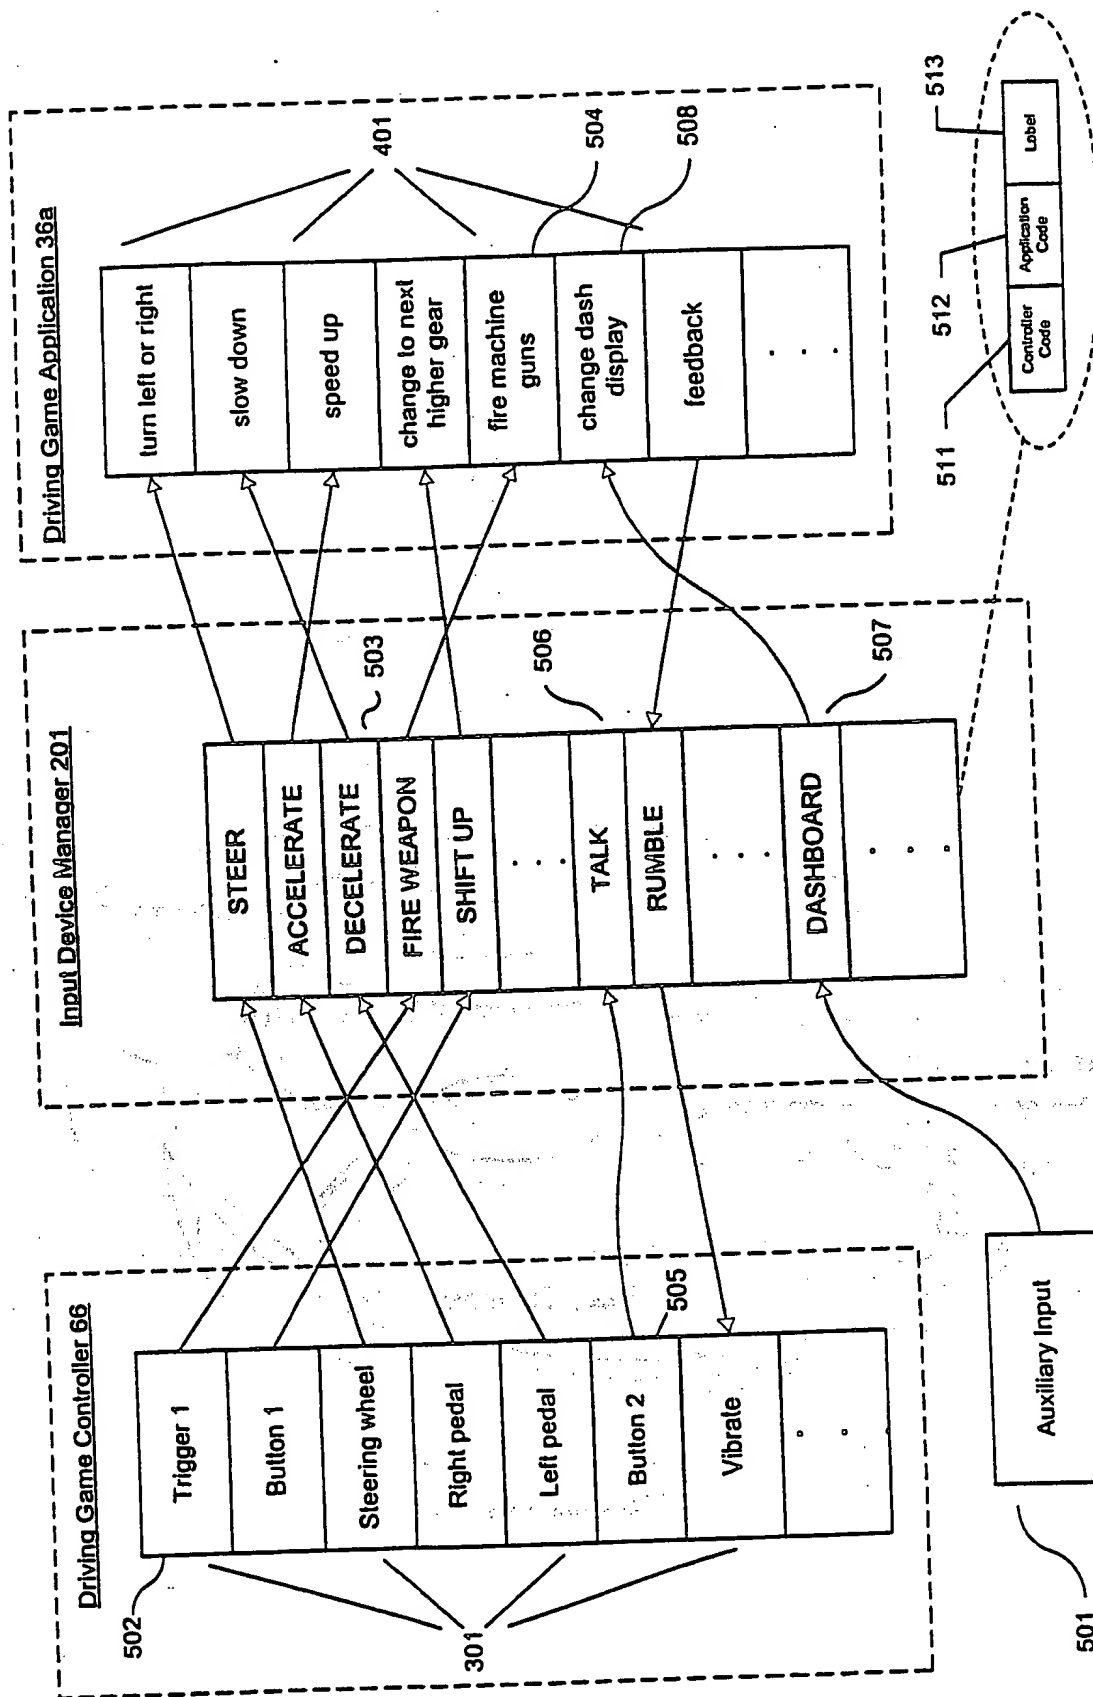 Driving Game Controller 66
502
Trigger 1
Button 1
Steering wheel
Right pedal
Left pedal
Button 2
Vibrate
301
505
Auxiliary Input
501
Input Device Manager 201
STEER
ACCELERATE
DECELERATE
FIRE WEAPON
SHIFT UP
. . .
TALK
RUMBLE
. . .
DASHBOARD
503
506
507
Driving Game Application 36a
turn left or right
slow down
speed up
change to next
higher gear
fire machine
guns
change dash
display
feedback
. . .
401
504
508
511
512
513
Controller
Code
Application
Code
Label